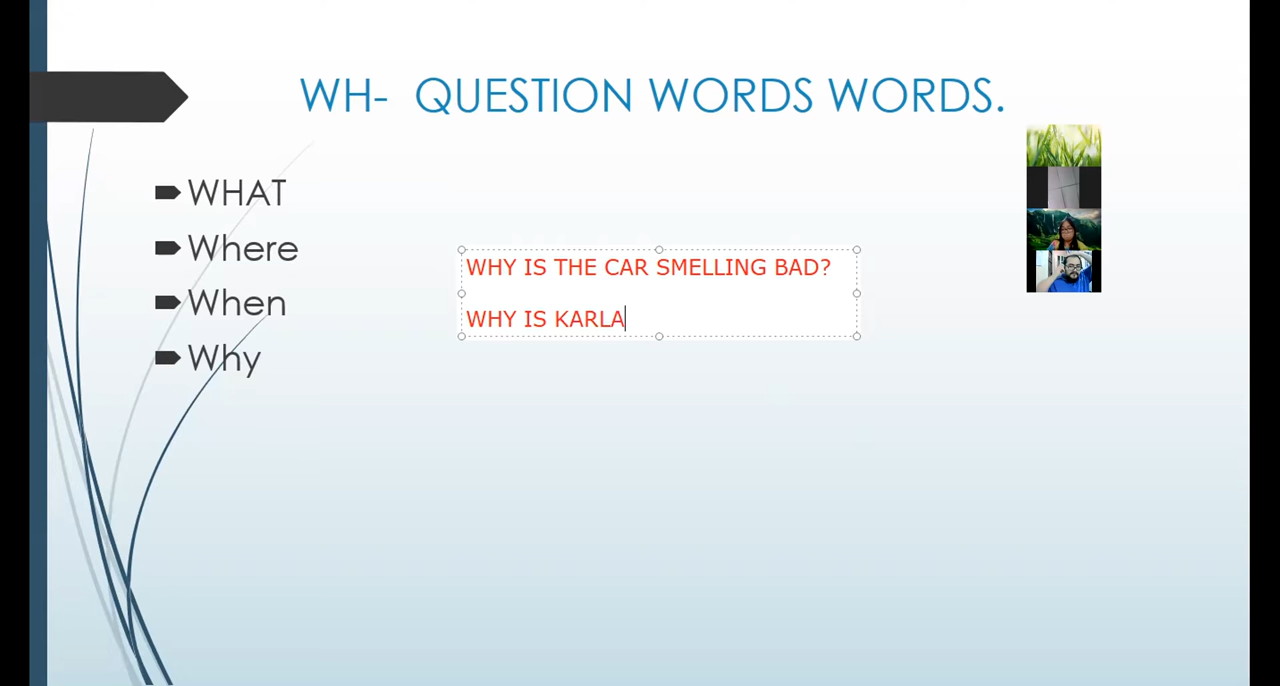 WH- QUESTION WORDS WORDS.
WHAT
Where
When
Why
WHY IS THE CAR SMELLING BAD?
WHY IS KARLA